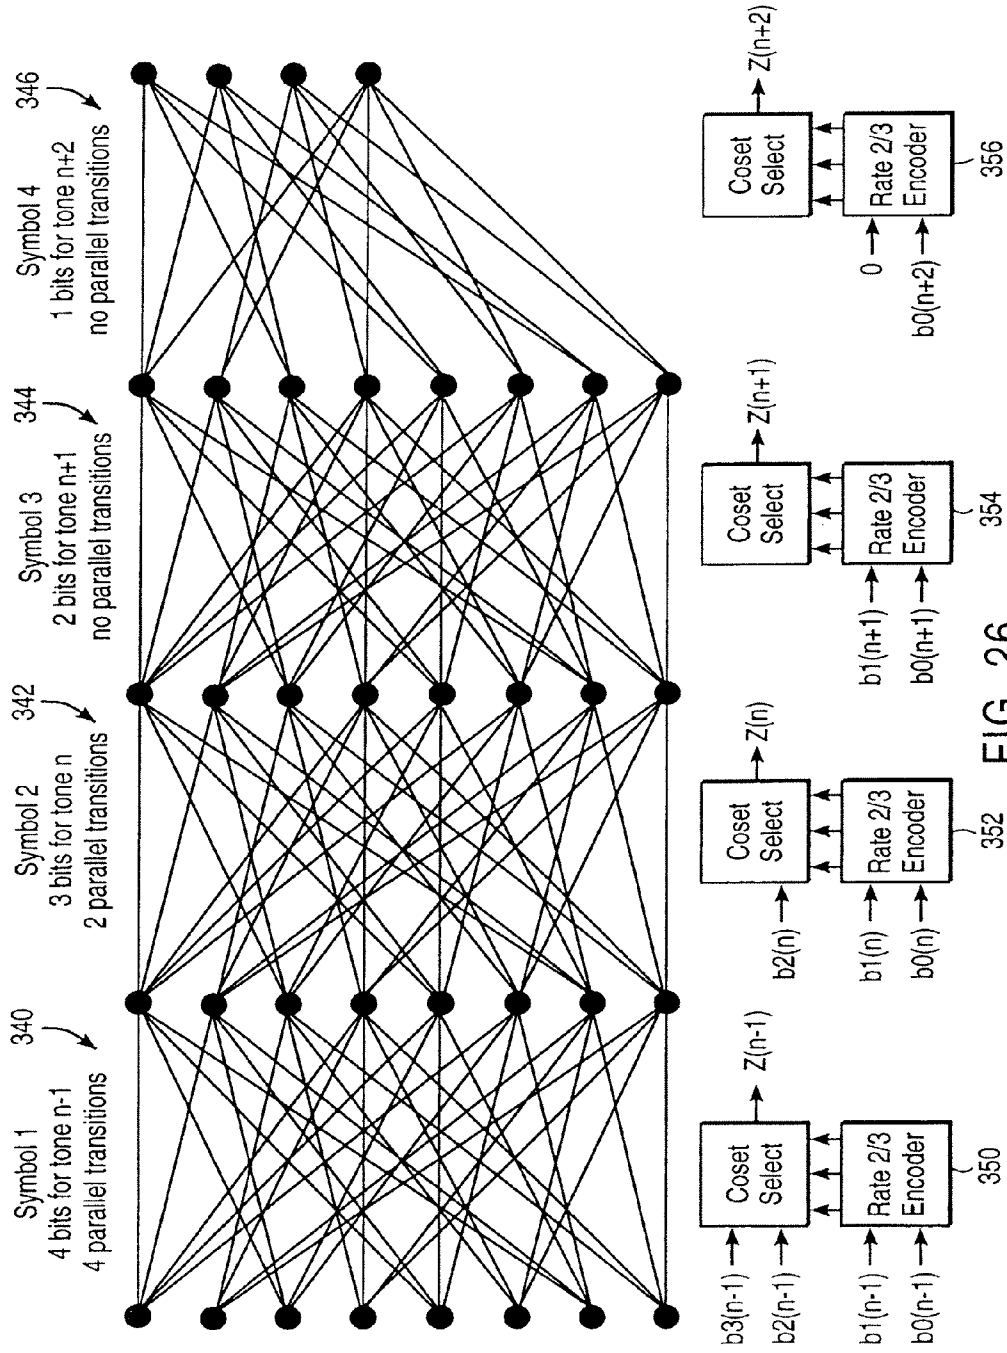 Symbol 1
4 bits for tone n-1
4 parallel transitions
340
Symbol 2
3 bits for tone n
2 parallel transitions
342
Symbol 3
2 bits for tone n+1
no parallel transitions
344
Symbol 4
1 bits for tone n+2
no parallel transitions
346
b3(n-1)
b2(n-1)
Coset
Select
Z(n-1)
b1(n-1)
b0(n-1)
Rate 2/3
Encoder
350
b2(n)
Coset
Select
Z(n)
b1(n)
b0(n)
Rate 2/3
Encoder
352
Coset
Select
Z(n+1)
b1(n+1)
b0(n+1)
Rate 2/3
Encoder
354
Coset
Select
Z(n+2)
0
b0(n+2)
Rate 2/3
Encoder
356
FIG. 26